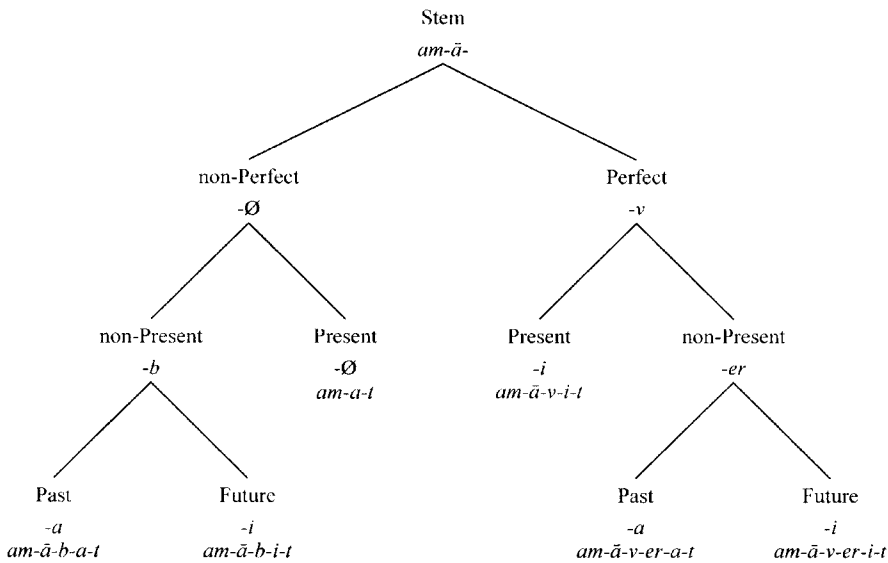 Stem
am-ā-
non-Perfect Perfect
-Ø -v
non-Present Present Present non-Present
-b -Ø -i -er
am-a-t am-ā-v-i-t
Past Future Past Future
-a -i -a -i
am-ā-b-a-t am-ā-b-i-t am-ā-v-er-a-t am-ā-v-er-i-t